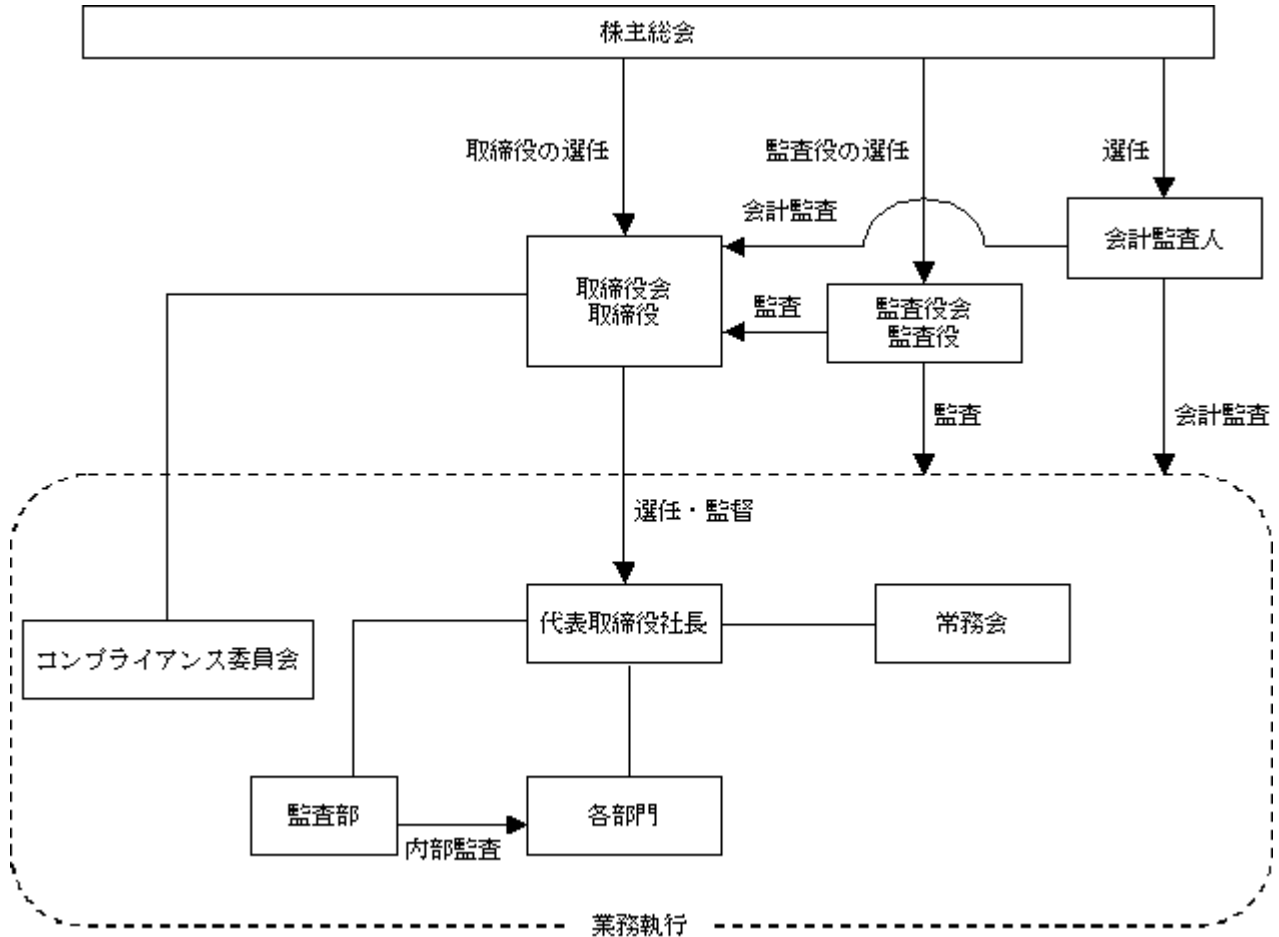 株主総会
取締役の選任
監査役の選任
選任
会計監査
会計監査人
取締役会
取締役
監査
監査役会
監査役
監査
会計監査
選任・監督
代表取締役社長
常務会
コンプライアンス委員会
監査部
各部門
内部監査
業務執行